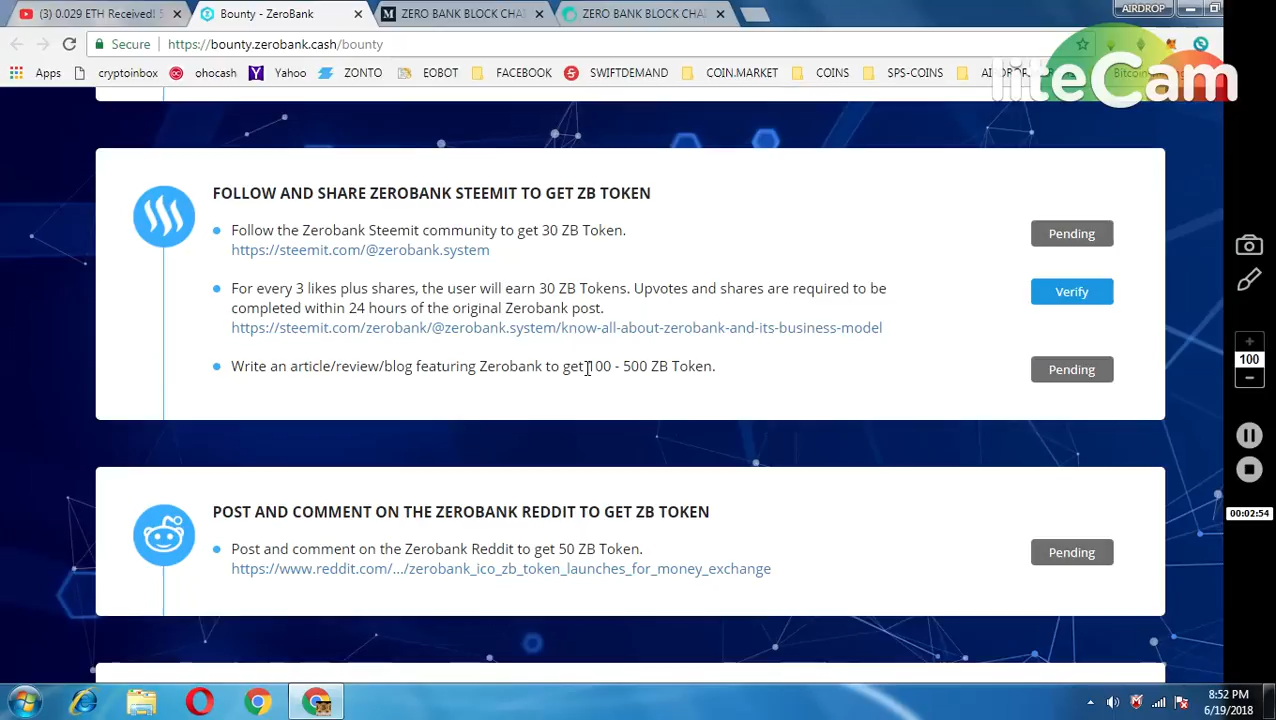 (3) 0.029 ETH Received! 5
Bounty - ZeroBank
ZERO BANK BLOCK CHA
ZERO BANK BLOCK CHA
AIRDROP
Secure
https://bounty.zerobank.cash/bounty
Apps
cryptoinbox
ohocash
Yahoo
ZONTO
EOBOT
FACEBOOK
SWIFTDEMAND
COIN.MARKET
COINS
SPS-COINS
liteCam
FOLLOW AND SHARE ZEROBANK STEEMIT TO GET ZB TOKEN
Follow the Zerobank Steemit community to get 30 ZB Token.
https://steemit.com/@zerobank.system
Pending
For every 3 likes plus shares, the user will earn 30 ZB Tokens. Upvotes and shares are required to be
completed within 24 hours of the original Zerobank post.
https://steemit.com/zerobank/@zerobank.system/know-all-about-zerobank-and-its-business-model
Verify
Write an article/review/blog featuring Zerobank to get 100 - 500 ZB Token.
Pending
POST AND COMMENT ON THE ZEROBANK REDDIT TO GET ZB TOKEN
Post and comment on the Zerobank Reddit to get 50 ZB Token.
https://www.reddit.com/.../zerobank_ico_zb_token_launches_for_money_exchange
Pending
100
00:02:54
8:52 PM
6/19/2018